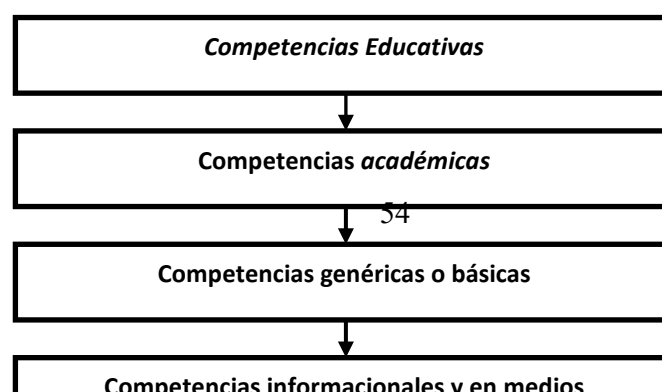 Competencias Educativas
Competencias académicas
54
Competencias genéricas o básicas
Competencias informacionales y en medios